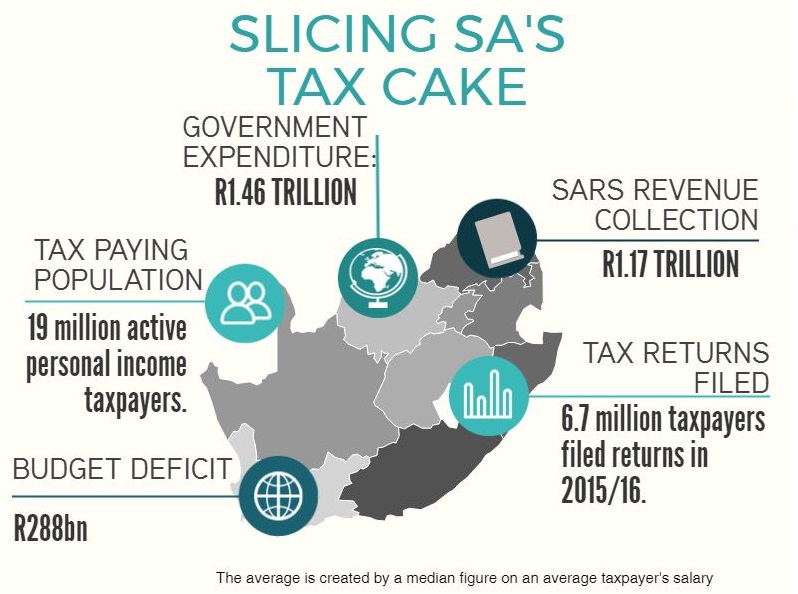 SLICING SA'S
TAX CAKE
GOVERNMENT
EXPENDITURE:
R1.46 TRILLION
SARS REVENUE
COLLECTION
R1.17 TRILLION
TAX PAYING
POPULATION
19 million active
personal income
taxpayers.
TAX RETURNS
FILED
6.7 million taxpayers
filed returns in
2015/16.
BUDGET DEFICIT
R288bn
The average is created by a median figure on an average taxpayer's salary